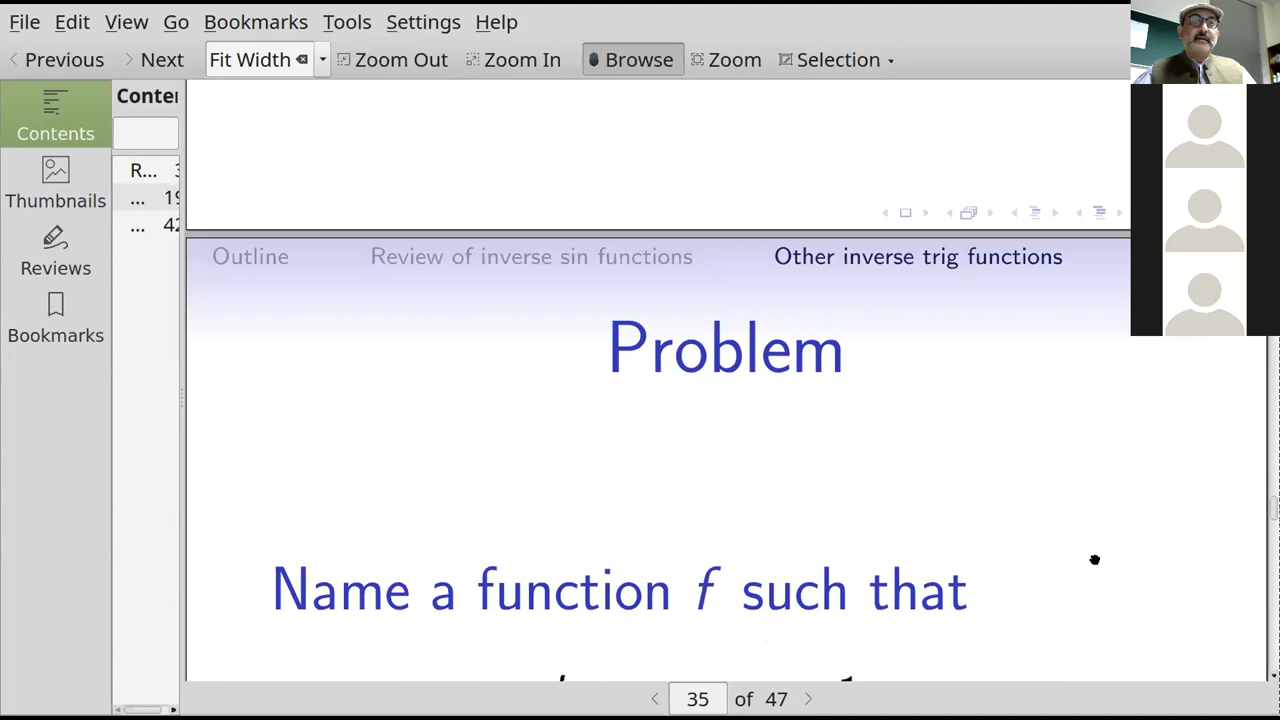 File Edit View Go Bookmarks Tools Settings Help
Previous Next Fit Width Zoom Out Zoom In Browse Zoom Selection
Contents
Thumbnails
Reviews
Bookmarks
R...
... 19
... 42
Outline Review of inverse sin functions Other inverse trig functions
Problem
Name a function f such that
35 of 47